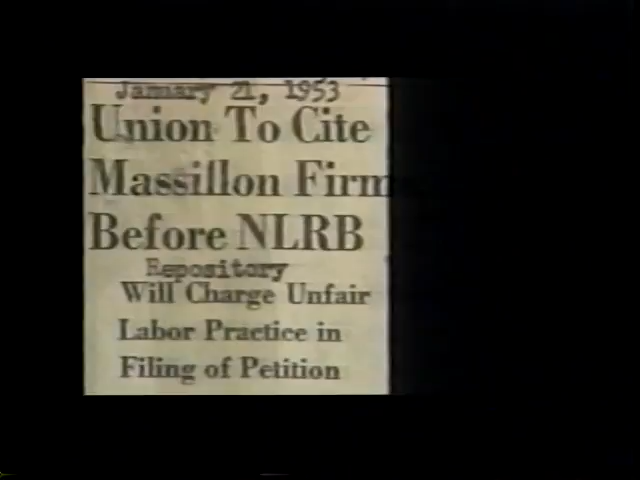 January 21, 1953
Union To Cite
Massillon Firm
Before NLRB
Repository
Will Charge Unfair
Labor Practice in
Filing of Petition